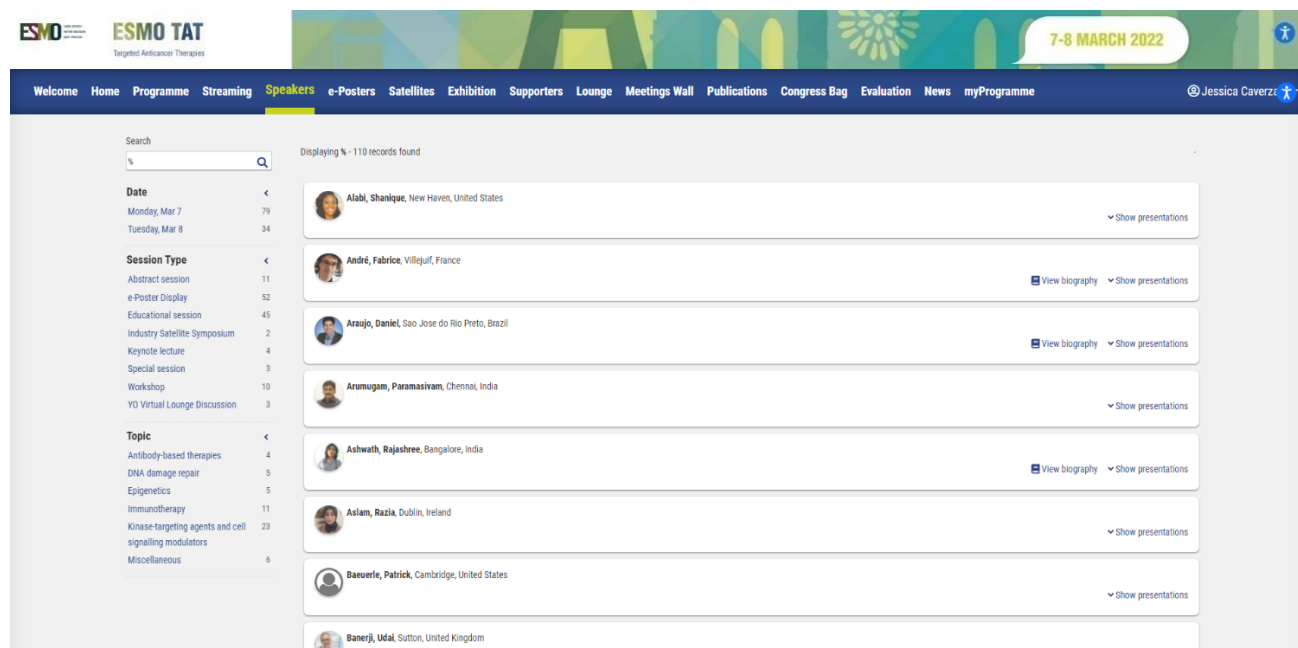 ESMO
ESMO TAT
Targeted Anticancer Therapies
7-8 MARCH 2022
Welcome Home Programme Streaming Speakers e-Posters Satellites Exhibition Supporters Lounge Meetings Wall Publications Congress Bag Evaluation News myProgramme Jessica
Search
%
Displaying % - 110 records found
Date
Monday, Mar 7 79
Tuesday, Mar 8 34
Session Type
Abstract session 11
e-Poster Display 52
Educational session 45
Industry Satellite Symposium 2
Keynote lecture 4
Special session 3
Workshop 10
YO Virtual Lounge Discussion 3
Topic
Antibody-based therapies 4
DNA damage repair 5
Epigenetics 5
Immunotherapy 11
Kinase-targeting agents and cell 23
signalling modulators
Miscellaneous 6
Alabi, Shanique, New Haven, United States
Show presentations
André, Fabrice, Villejuif, France
View biography Show presentations
Araujo, Daniel, Sao Jose do Rio Preto, Brazil
View biography Show presentations
Arumugam, Paramasivam, Chennai, India
Show presentations
Ashwath, Rajashree, Bangalore, India
View biography Show presentations
Aslam, Razia, Dublin, Ireland
Show presentations
Baeuerle, Patrick, Cambridge, United States
Show presentations
Banerji, Udai, Sutton, United Kingdom